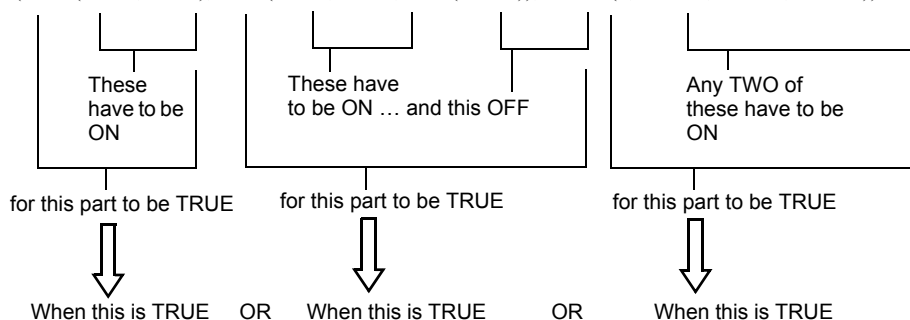 These
have to be
ON
These have
to be ON … and this OFF
Any TWO of
these have to be
ON
for this part to be TRUE
for this part to be TRUE
for this part to be TRUE
When this is TRUE OR When this is TRUE OR When this is TRUE